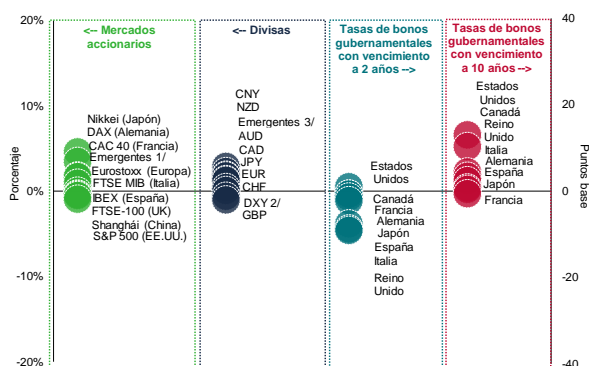 <-- Mercados
accionarios
<-- Divisas
Tasas de bonos
gubernamentales
con vencimiento
a 2 años -->
Tasas de bonos
gubernamentales
con vencimiento
a 10 años -->
Porcentaje
20%
10%
0%
-10%
-20%
Nikkei (Japón)
DAX (Alemania)
CAC 40 (Francia)
Emergentes 1/
Eurostoxx (Europa)
FTSE MIB (Italia)
IBEX (España)
FTSE-100 (UK)
Shanghái (China)
S&P 500 (EE.UU.)
CNY
NZD
Emergentes 3/
AUD
CAD
JPY
EUR
CHF
DXY 2/
GBP
Estados
Unidos
Canadá
Francia
Alemania
Japón
España
Italia
Reino
Unido
Estados
Unidos
Canadá
Reino
Unido
Italia
Alemania
España
Japón
Francia
40
20
0
-20
-40
Puntos base